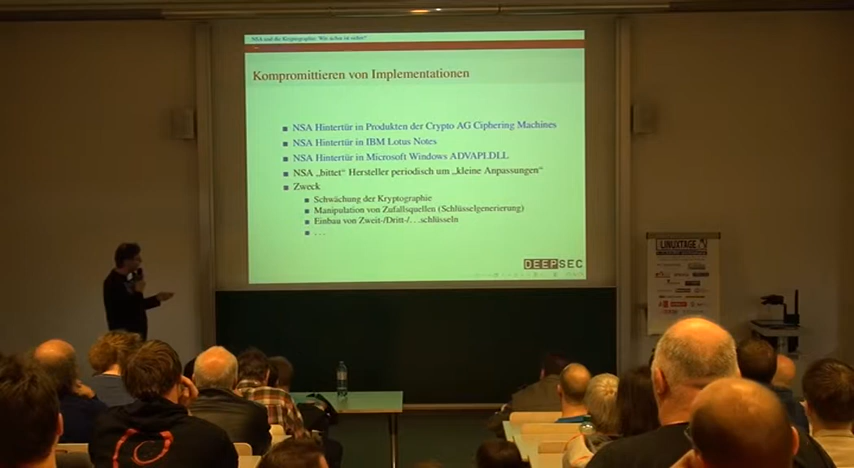 NSA und die Kryptographie: Wie sicher ist sicher?
Kompromittieren von Implementationen
NSA Hintertür in Produkten der Crypto AG Ciphering Machines
NSA Hintertür in IBM Lotus Notes
NSA Hintertür in Microsoft Windows ADVAPI.DLL
NSA „bittet“ Hersteller periodisch um „kleine Anpassungen“
Zweck
Schwächung der Kryptographie
Manipulation von Zufallsquellen (Schlüsselgenerierung)
Einbau von Zweit-/Dritt-/...schlüsseln
...
DEEPSEC
LINUXTAGE